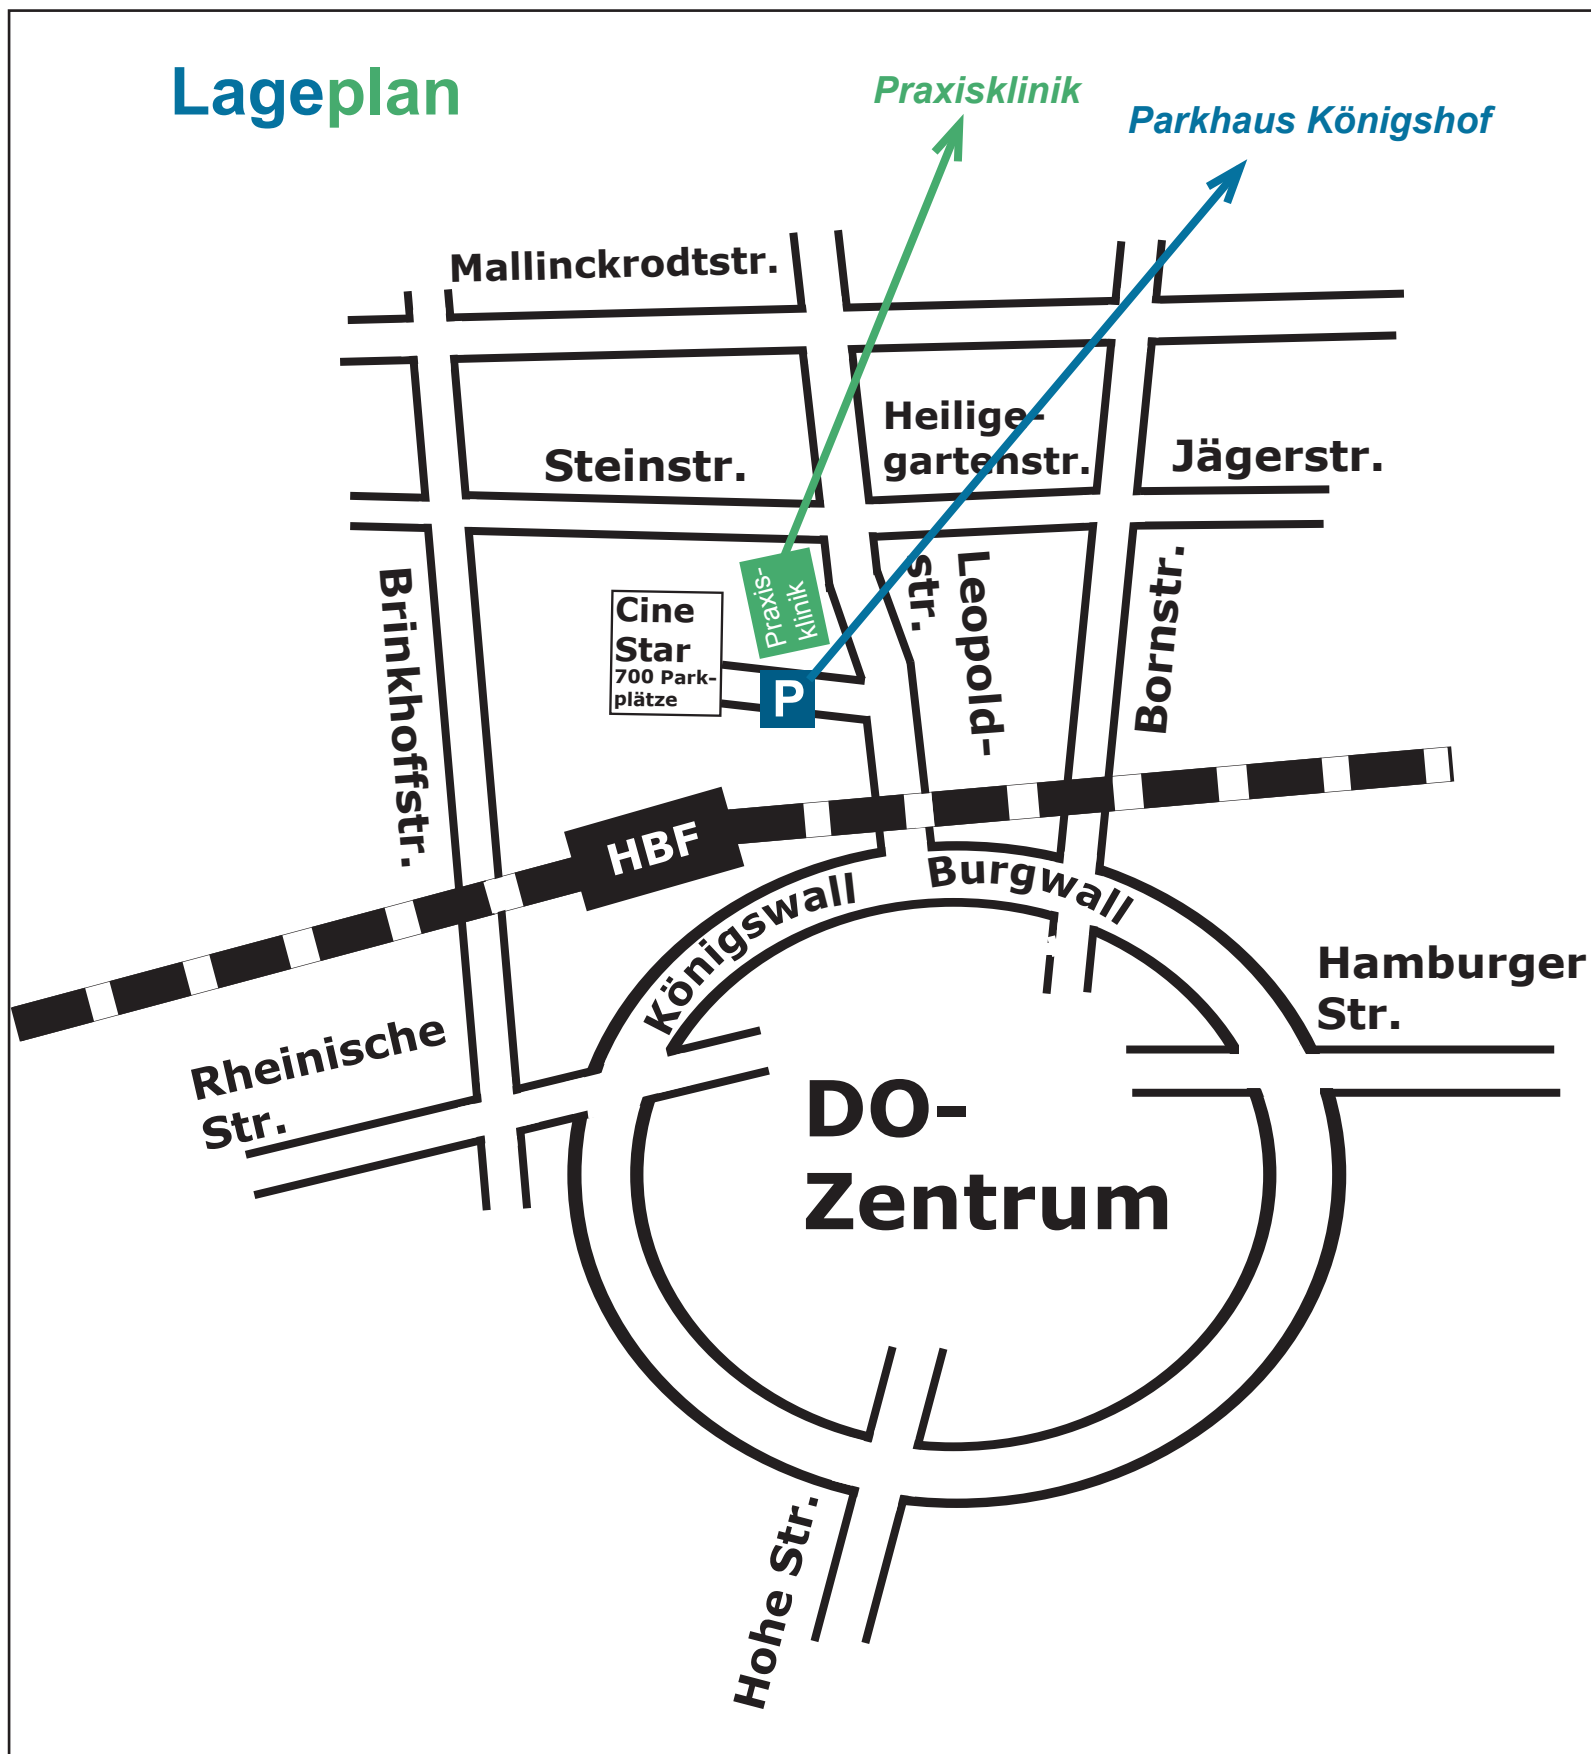 Lageplan
Praxisklinik
Parkhaus Königshof
Mallinckrodtstr.
Heilige-
gartenstr.
Steinstr.
Jägerstr.
Brinkhoffstr.
Cine
Star
700 Park-
plätze
Praxis-
klinik
P
Leopold-
str.
Bornstr.
HBF
Königswall
Burgwall
Hamburger
Str.
Rheinische
Str.
DO-
Zentrum
Hohe Str.